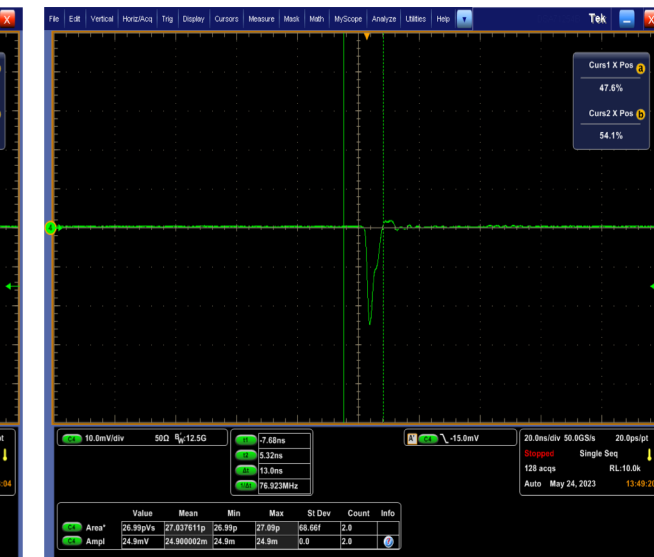 X
File Edit Vertical Horiz/Acq Trig Display Cursors Measure Mask Math MyScope Analyze Utilities Help Tek X
Curs1 X Pos a
47.6%
Curs2 X Pos b
54.1%
4
pt
:04
C4 10.0mV/div 50Ω BW:12.5G
t1 -7.68ns
t2 5.32ns
Δt 13.0ns
1/Δt 76.923MHz
A' C4 -15.0mV
20.0ns/div 50.0GS/s 20.0ps/pt
Stopped Single Seq
128 acqs RL:10.0k
Auto May 24, 2023 13:49:20
Value Mean Min Max St Dev Count Info
C4 Area* 26.99pVs 27.037611p 26.99p 27.09p 68.66f 2.0
C4 Ampl 24.9mV 24.900002m 24.9m 24.9m 0.0 2.0